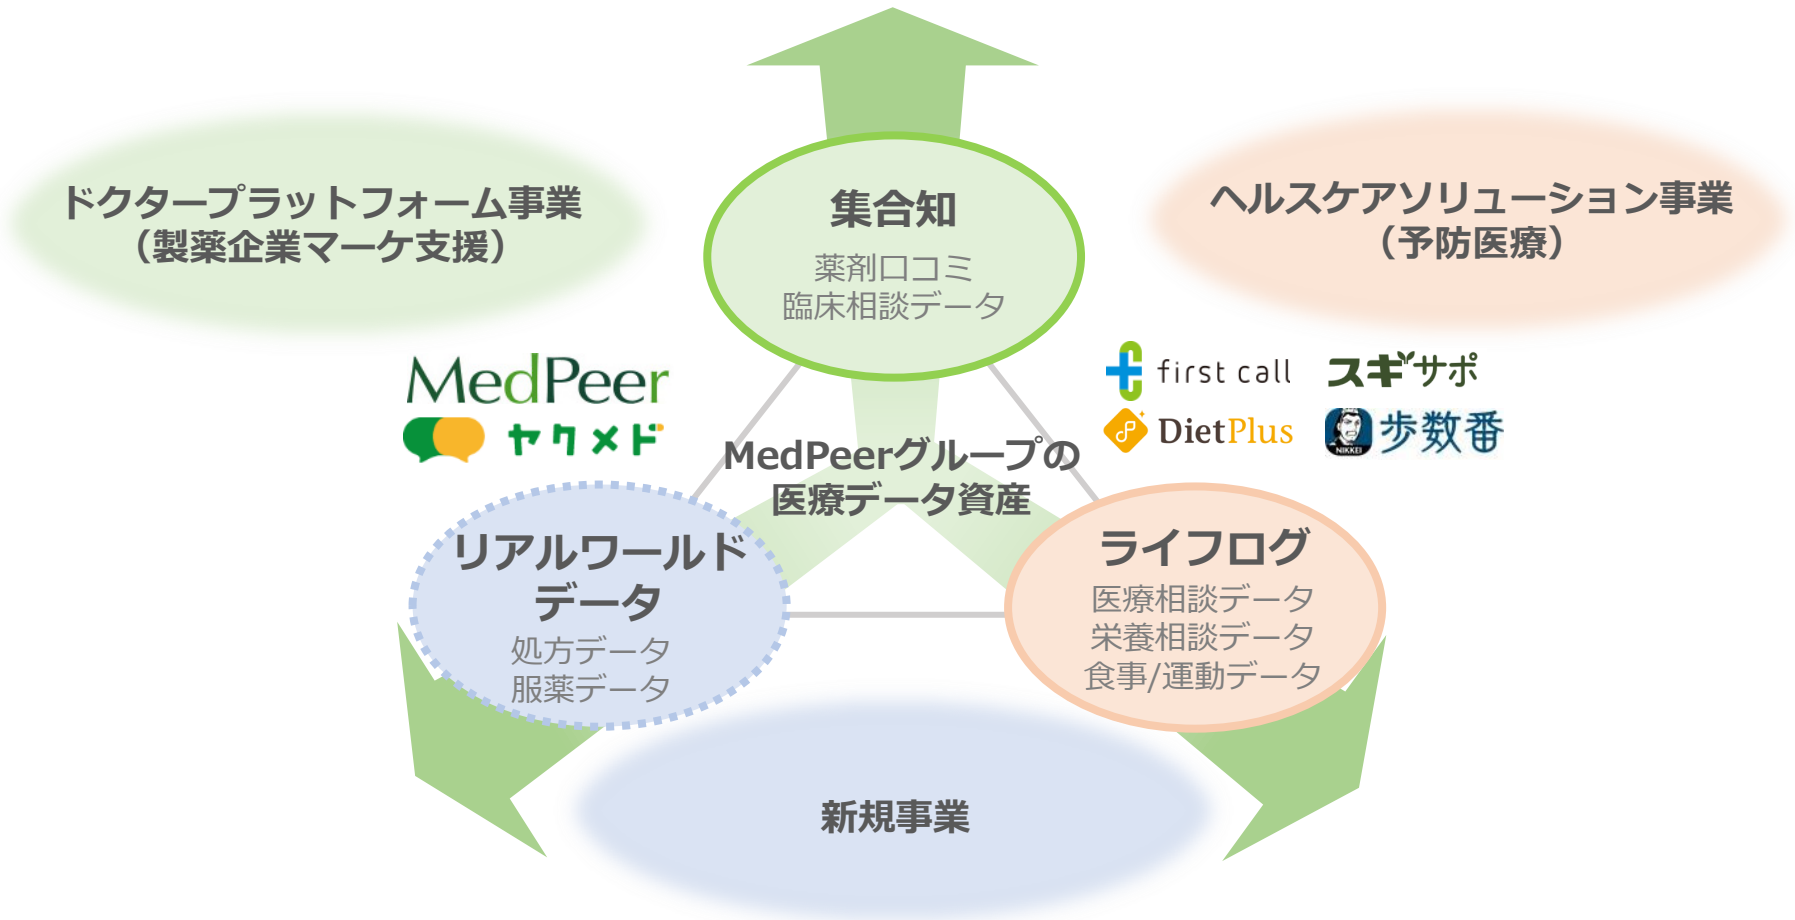 ドクタープラットフォーム事業
（製薬企業マーケ支援）
集合知
薬剤口コミ
臨床相談データ
ヘルスケアソリューション事業
（予防医療）
MedPeer
ヤクメド
first call
スギサポ
DietPlus
NIKKEI
歩数番
MedPeerグループの
医療データ資産
リアルワールド
データ
処方データ
服薬データ
ライフログ
医療相談データ
栄養相談データ
食事/運動データ
新規事業